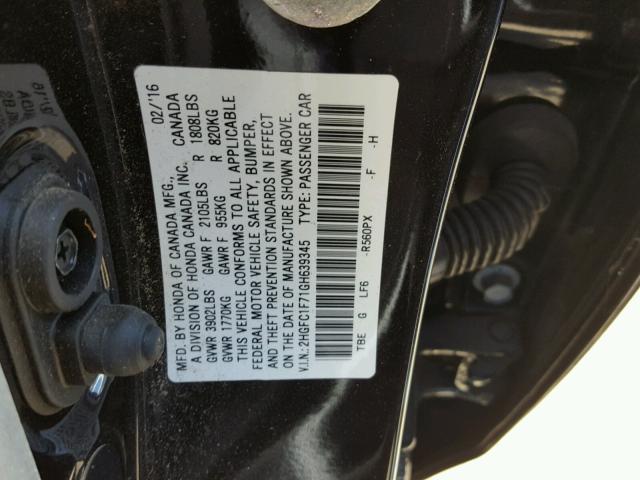 MFD. BY HONDA OF CANADA MFG., 02/'16
A DIVISION OF HONDA CANADA INC. CANADA
GVWR 3902LBS GAWR F 2105LBS R 1808LBS
GVWR 1770KG GAWR F 955KG R 820KG
THIS VEHICLE CONFORMS TO ALL APPLICABLE
FEDERAL MOTOR VEHICLE SAFETY, BUMPER,
AND THEFT PREVENTION STANDARDS IN EFFECT
ON THE DATE OF MANUFACTURE SHOWN ABOVE.
V.I.N.: 2HGFC1F71GH639345 TYPE: PASSENGER CAR
TBE G LF6 -R560PX -F -H